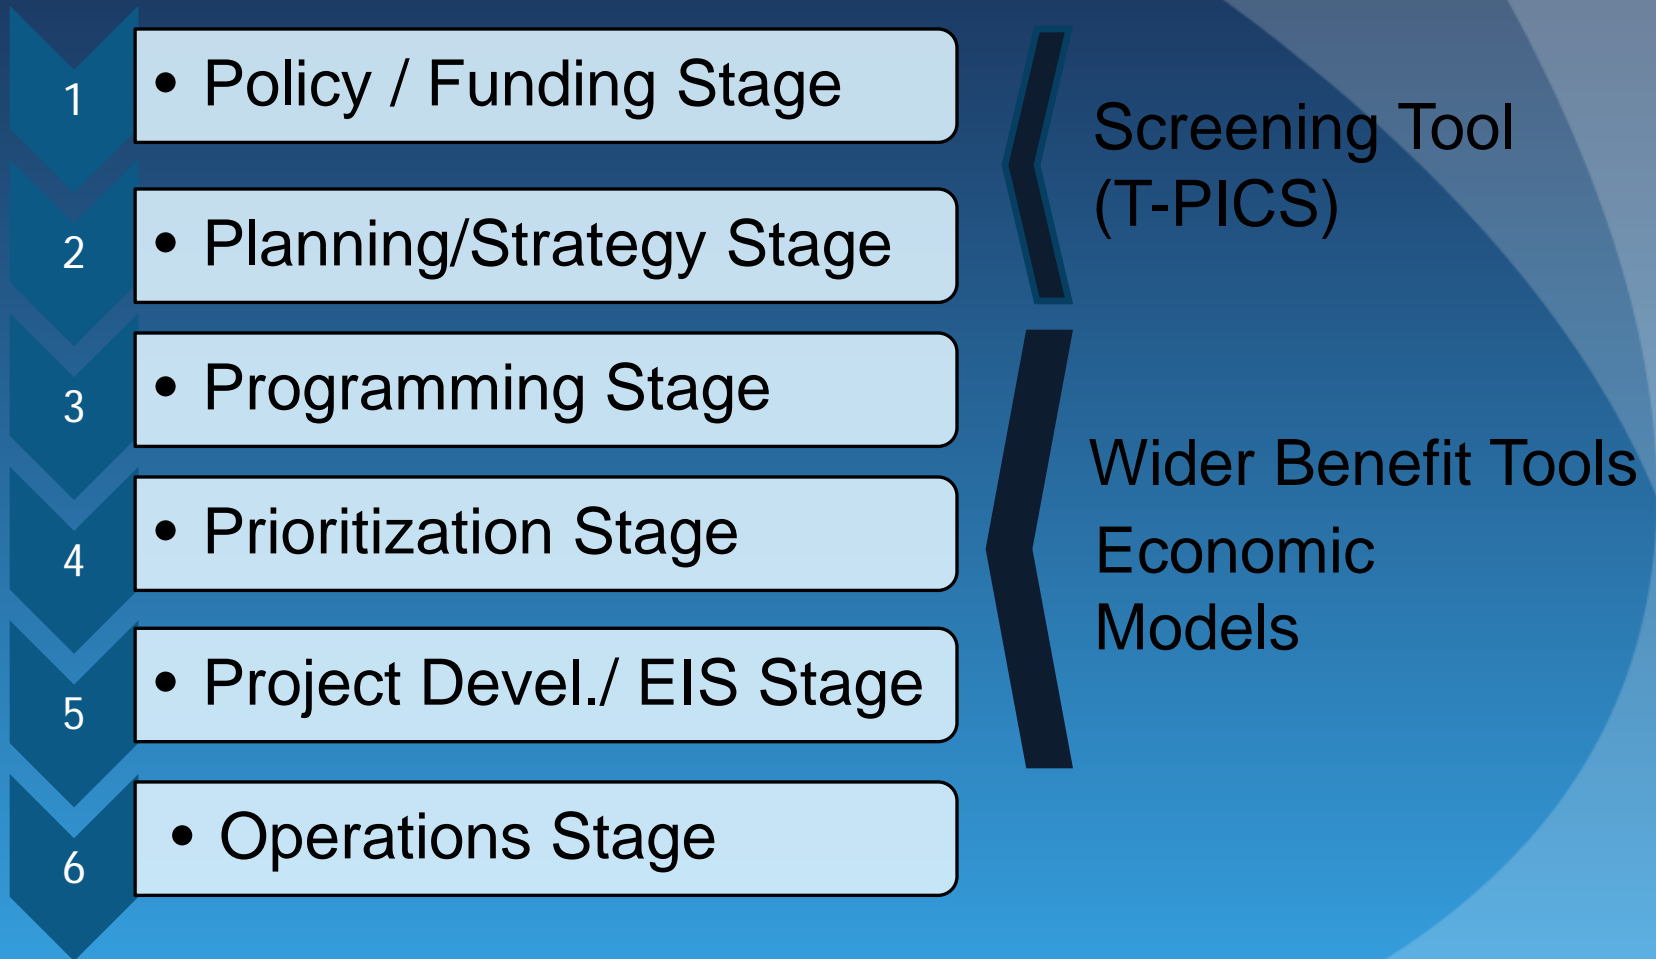 1
• Policy / Funding Stage
2
• Planning/Strategy Stage
3
• Programming Stage
4
• Prioritization Stage
5
• Project Devel./ EIS Stage
6
• Operations Stage
Screening Tool
(T-PICS)
Wider Benefit Tools
Economic
Models